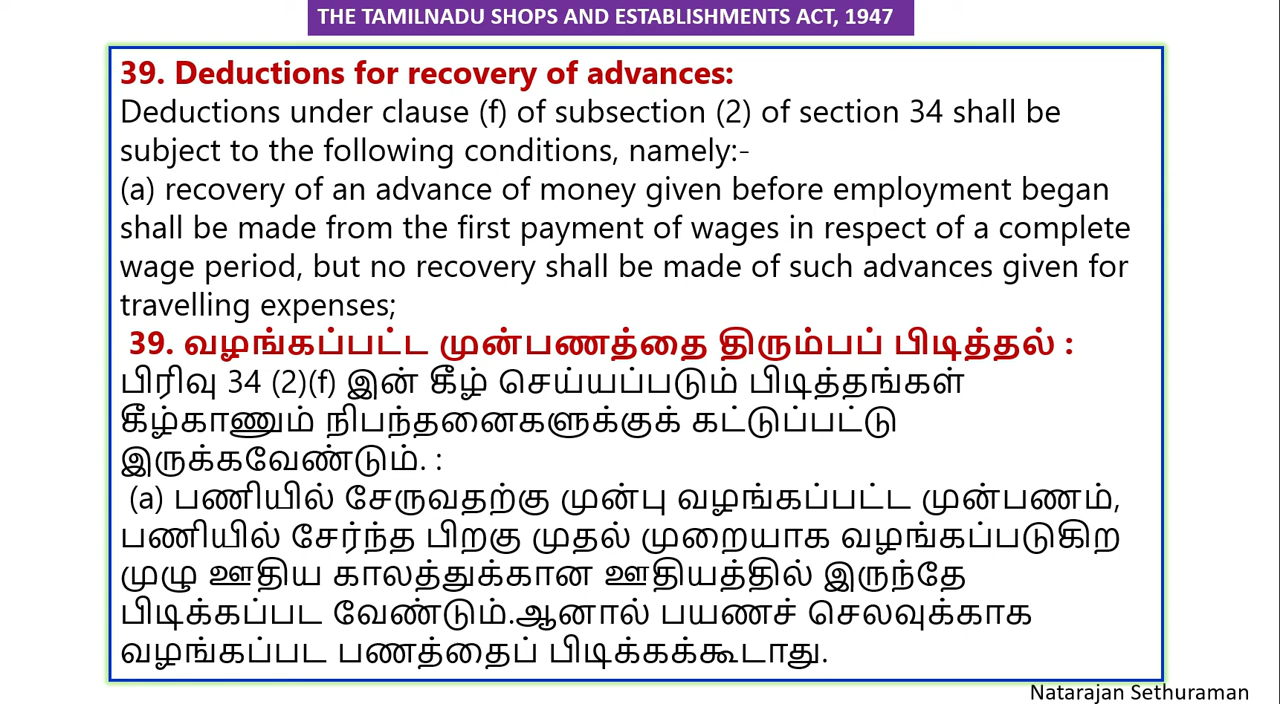 THE TAMILNADU SHOPS AND ESTABLISHMENTS ACT, 1947
39. Deductions for recovery of advances:
Deductions under clause (f) of subsection (2) of section 34 shall be
subject to the following conditions, namely:-
(a) recovery of an advance of money given before employment began
shall be made from the first payment of wages in respect of a complete
wage period, but no recovery shall be made of such advances given for
travelling expenses;
39. வழங்கப்பட்ட முன்பணத்தை திரும்பப் பிடித்தல் :
பிரிவு 34 (2)(f) இன் கீழ் செய்யப்படும் பிடித்தங்கள்
கீழ்காணும் நிபந்தனைகளுக்குக் கட்டுப்பட்டு
இருக்கவேண்டும். :
(a) பணியில் சேருவதற்கு முன்பு வழங்கப்பட்ட முன்பணம்,
பணியில் சேர்ந்த பிறகு முதல் முறையாக வழங்கப்படுகிற
முழு ஊதிய காலத்துக்கான ஊதியத்தில் இருந்தே
பிடிக்கப்பட வேண்டும்.ஆனால் பயணச் செலவுக்காக
வழங்கப்பட பணத்தைப் பிடிக்கக்கூடாது.
Natarajan Sethuraman